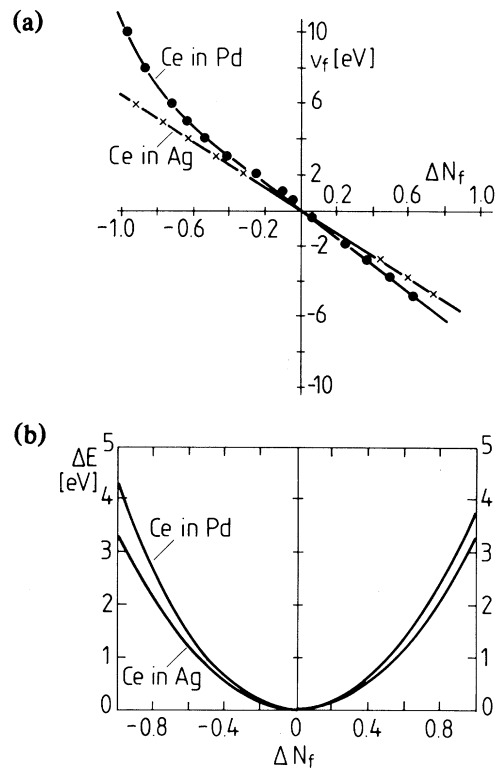 (a)
10
Ce in Pd
v_f [eV]
6
Ce in Ag
2
ΔN_f
0.2 0.6 1.0
-1.0 -0.6 -0.2
-2
-6
-10
(b)
5 5
ΔE
[eV]
4 4
Ce in Pd
3 3
2 2
Ce in Ag
1 1
0 0
-0.8 -0.4 0 0.4 0.8
ΔN_f